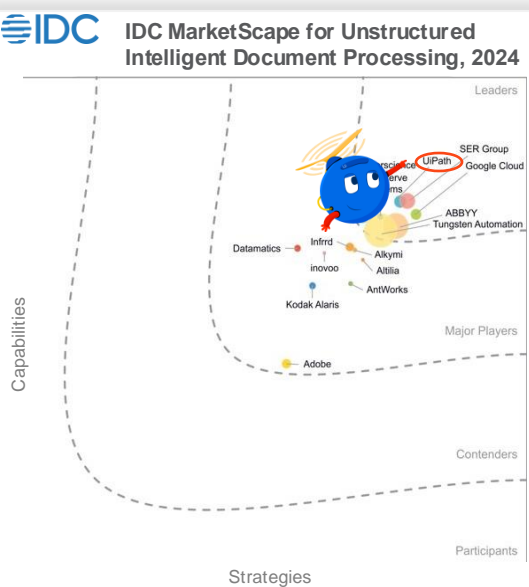 IDC
IDC MarketScape for Unstructured
Intelligent Document Processing, 2024
Leaders
SER Group
UiPath
Google Cloud
ABBYY
Tungsten Automation
Infrrd
Datamatics
Alkymi
inovoo
Altilia
AntWorks
Kodak Alaris
Major Players
Adobe
Contenders
Participants
Capabilities
Strategies